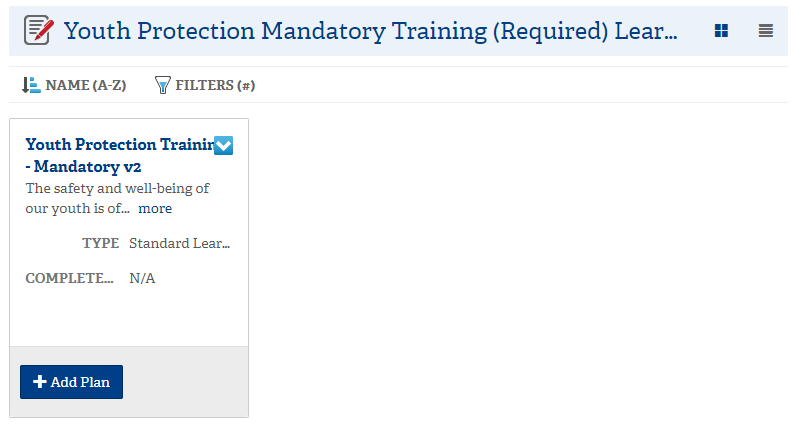 Youth Protection Mandatory Training (Required) Lear...
NAME (A-Z) FILTERS (#)
Youth Protection Trainin
- Mandatory v2
The safety and well-being of
our youth is of... more
TYPE Standard Lear...
COMPLETE... N/A
Add Plan